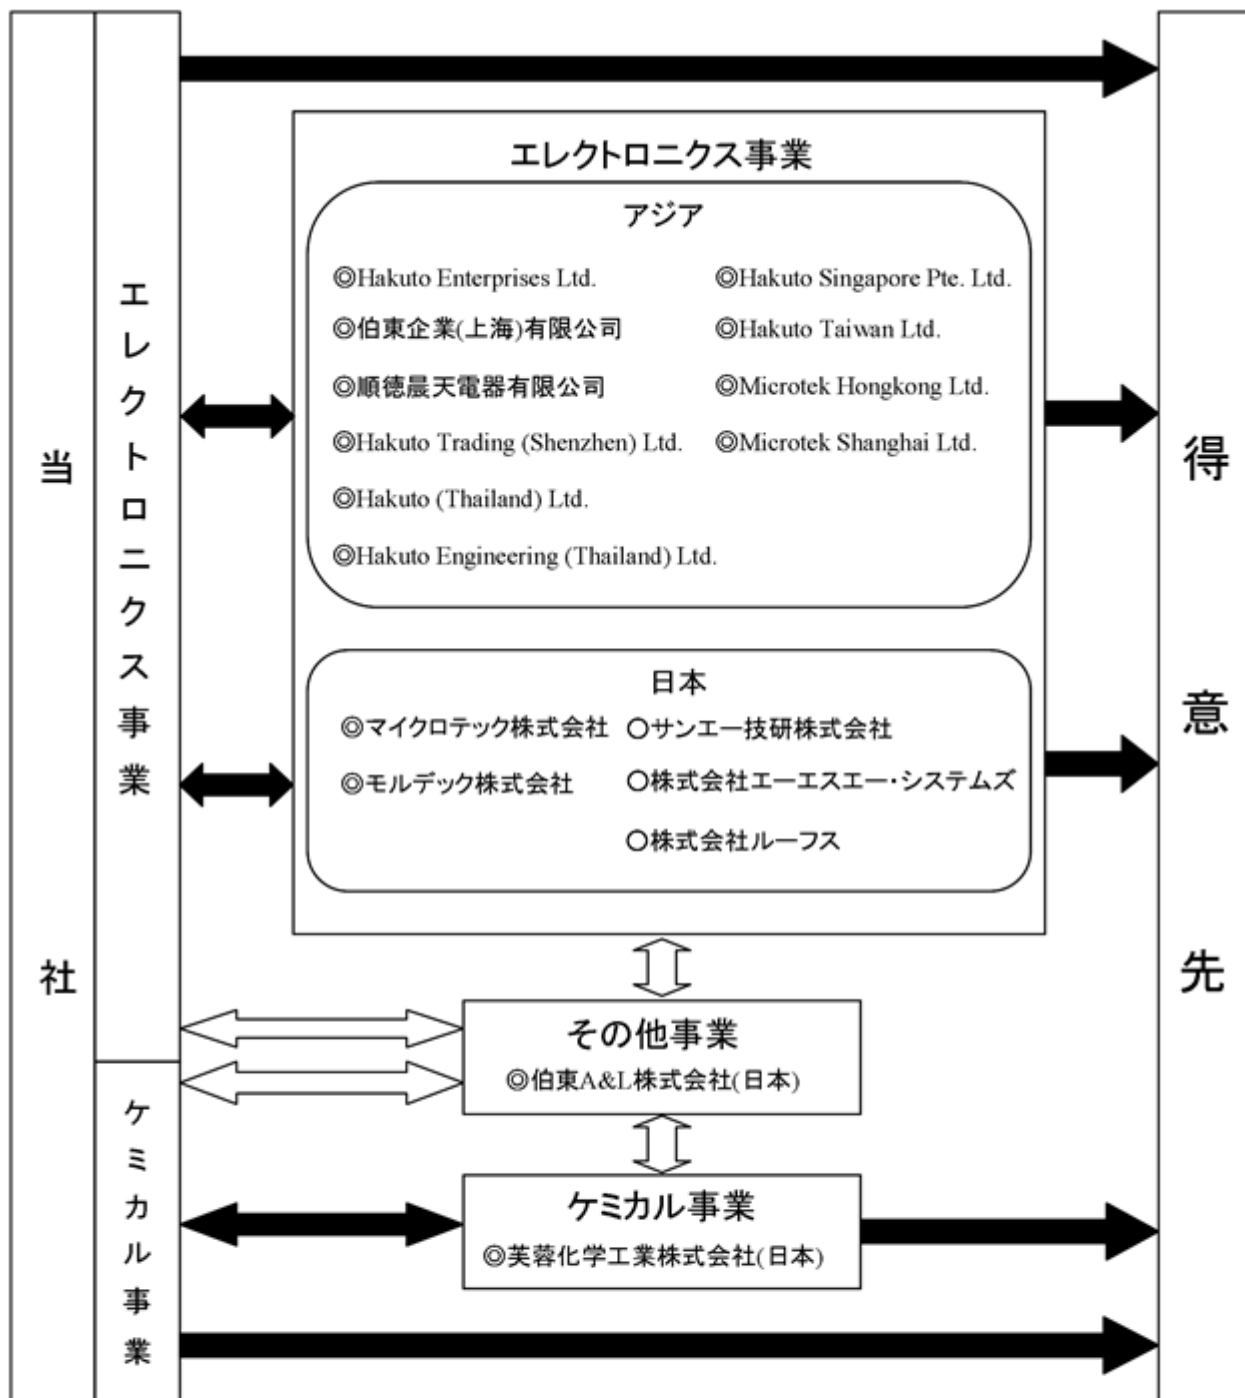 当社
エレクトロニクス事業
ケミカル事業
エレクトロニクス事業
アジア
◎Hakuto Enterprises Ltd.
◎Hakuto Singapore Pte. Ltd.
◎伯東企業(上海)有限公司
◎Hakuto Taiwan Ltd.
◎順徳晨天電器有限公司
◎Microtek Hongkong Ltd.
◎Hakuto Trading (Shenzhen) Ltd.
◎Microtek Shanghai Ltd.
◎Hakuto (Thailand) Ltd.
◎Hakuto Engineering (Thailand) Ltd.
日本
◎マイクロテック株式会社
○サンエー技研株式会社
◎モルデック株式会社
○株式会社エーエスエー・システムズ
○株式会社ルーフス
その他事業
◎伯東A&L株式会社(日本)
ケミカル事業
◎芙蓉化学工業株式会社(日本)
得意先